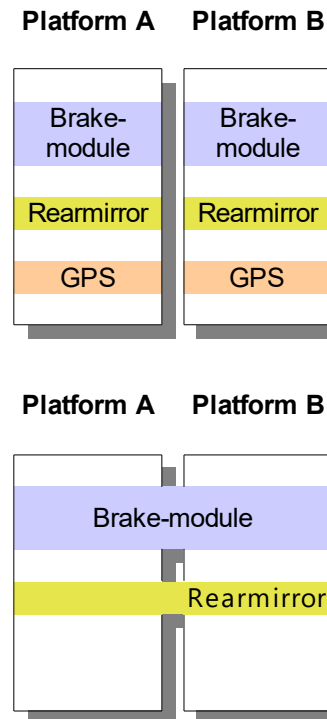 Platform A Platform B
Brake- Brake-
module module
Rearmirror Rearmirror
GPS GPS
Platform A Platform B
Brake-module
Rearmirror